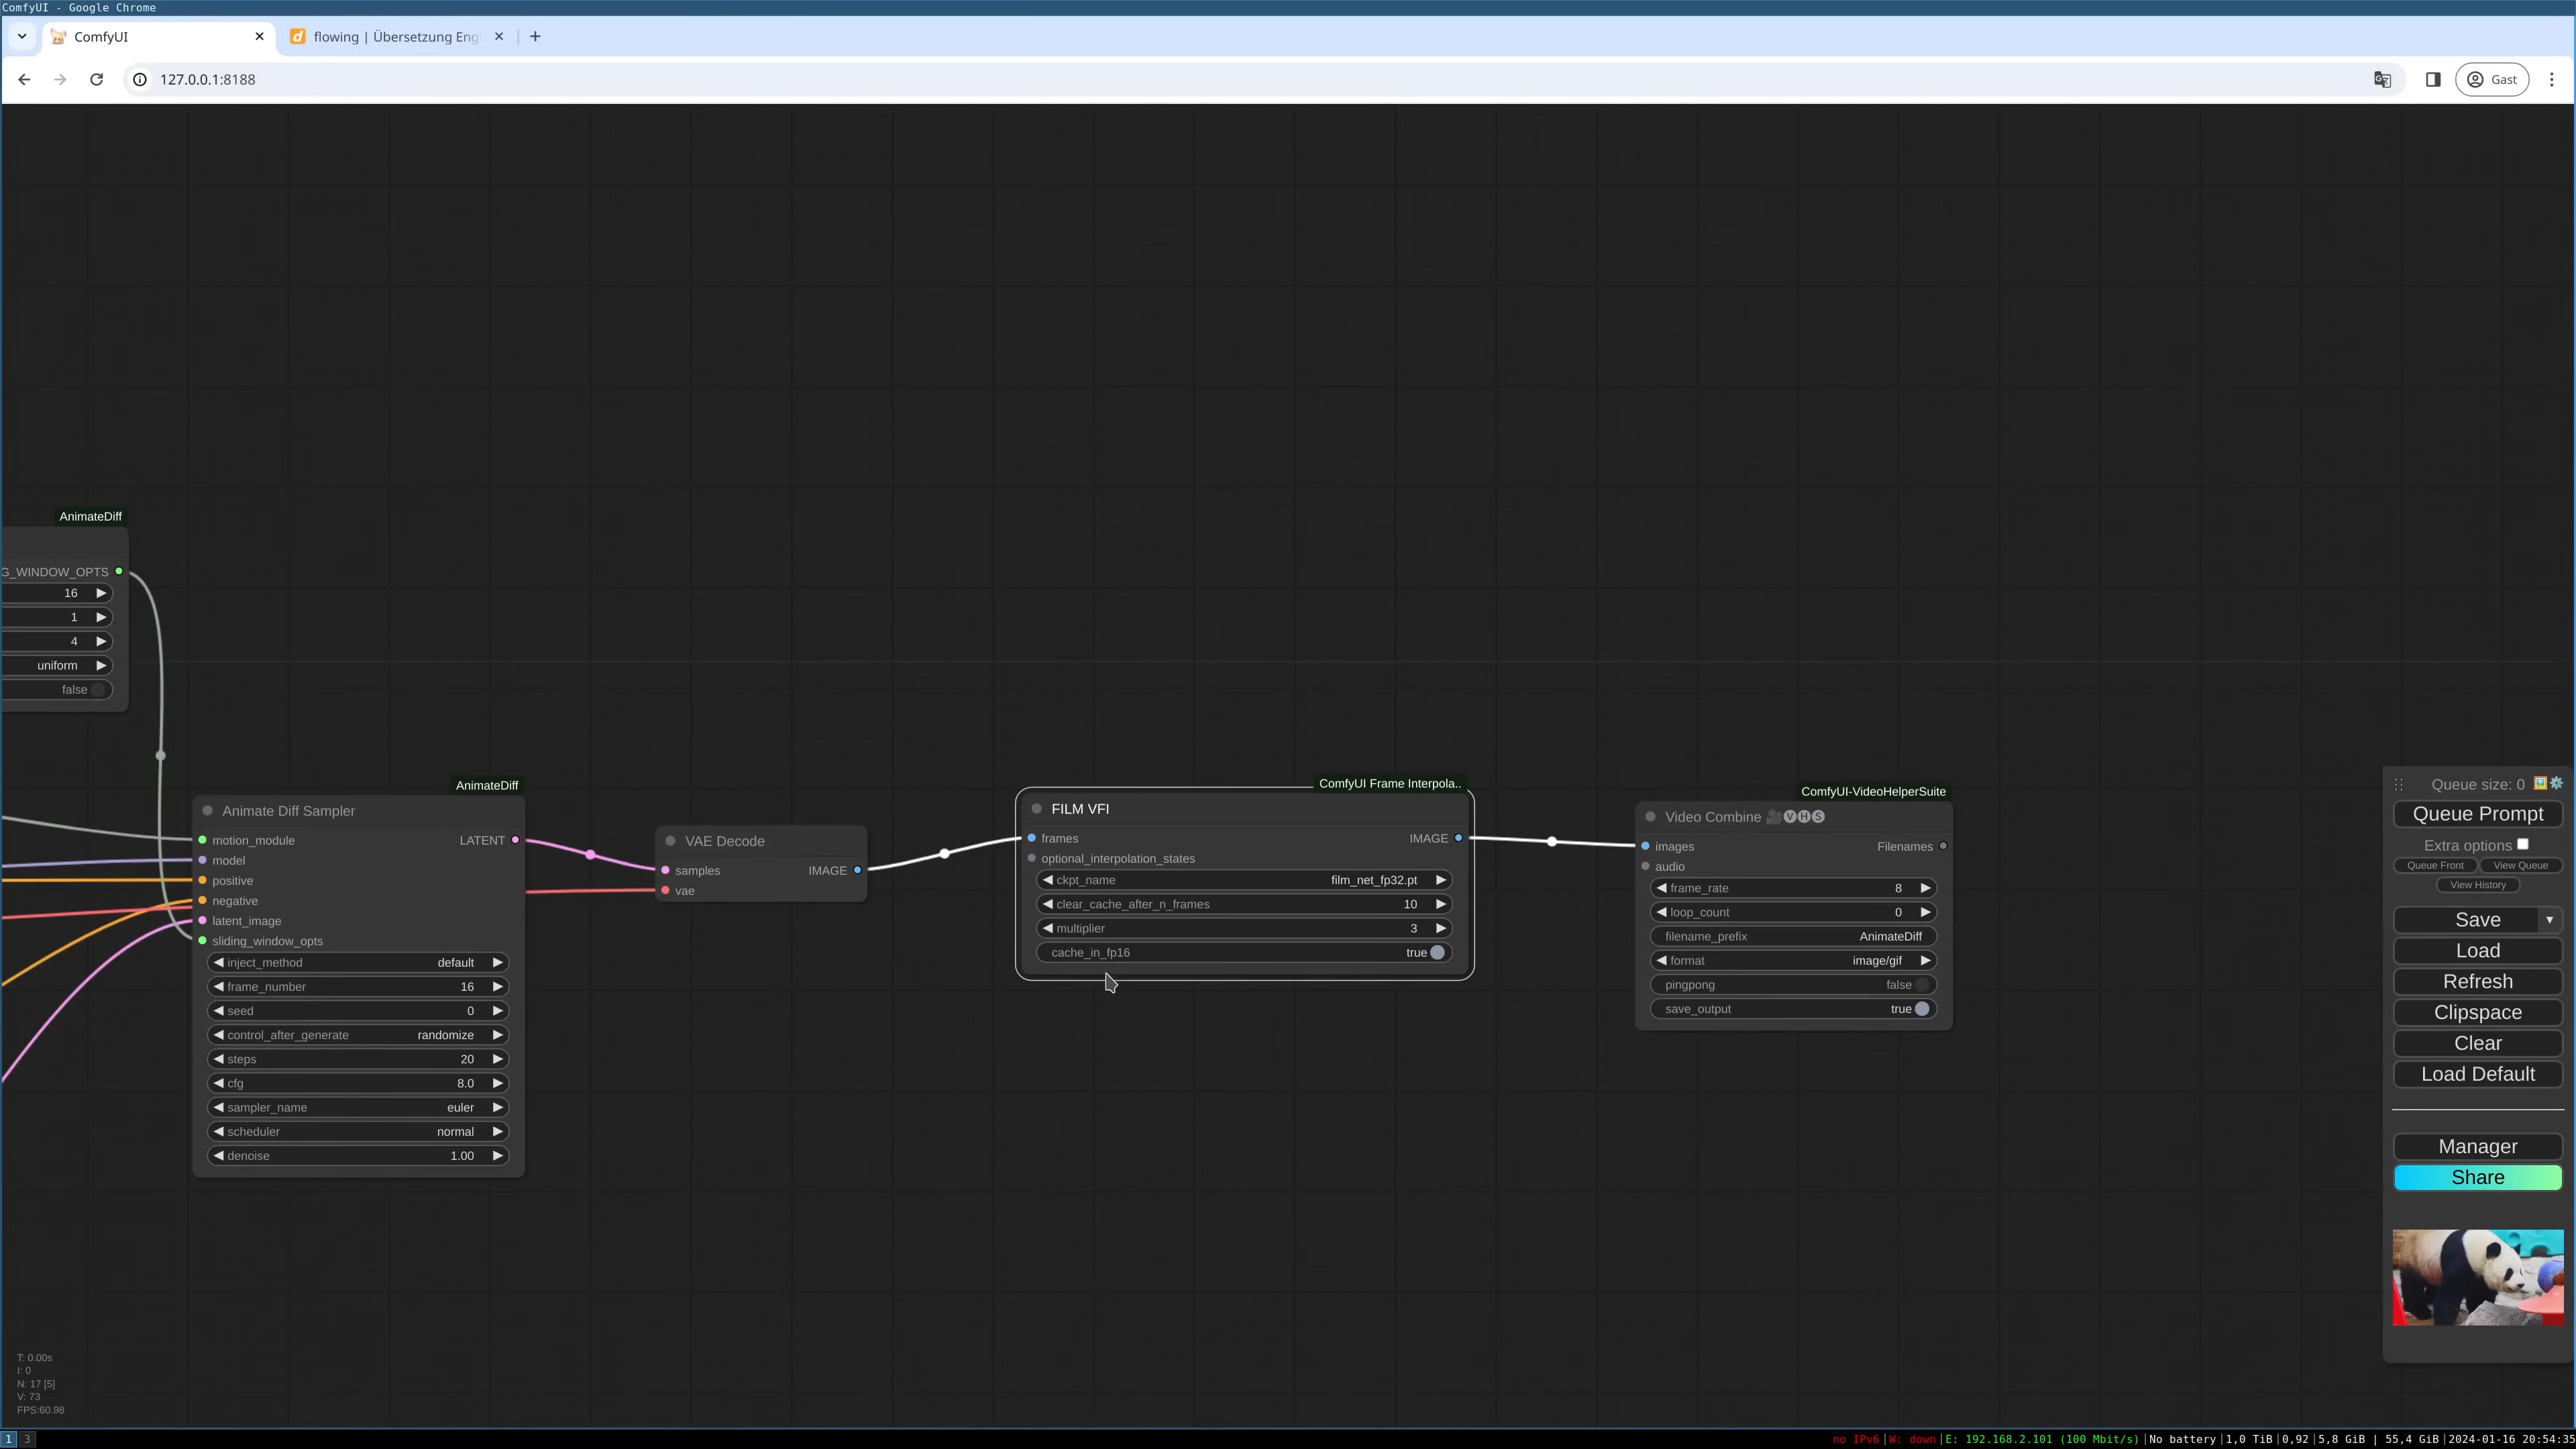 ComfyUI - Google Chrome
ComfyUI
flowing | Übersetzung Eng
127.0.0.1:8188
Gast
AnimateDiff
G_WINDOW_OPTS
16
1
4
uniform
false
AnimateDiff
Animate Diff Sampler
motion_module LATENT
model
positive
negative
latent_image
sliding_window_opts
inject_method default
frame_number 16
seed 0
control_after_generate randomize
steps 20
cfg 8.0
sampler_name euler
scheduler normal
denoise 1.00
VAE Decode
samples IMAGE
vae
ComfyUI Frame Interpola..
FILM VFI
frames IMAGE
optional_interpolation_states
ckpt_name film_net_fp32.pt
clear_cache_after_n_frames 10
multiplier 3
cache_in_fp16 true
ComfyUI-VideoHelperSuite
Video Combine 🎥🅥🅗🅢
images Filenames
audio
frame_rate 8
loop_count 0
filename_prefix AnimateDiff
format image/gif
pingpong false
save_output true
Queue size: 0
Queue Prompt
Extra options
Queue Front View Queue
View History
Save
Load
Refresh
Clipspace
Clear
Load Default
Manager
Share
T: 0.00s
I: 0
N: 17 [5]
V: 73
FPS:60.98
1 3
no IPv6|W: down|E: 192.168.2.101 (100 Mbit/s)|No battery|1,0 TiB|0,92|5,8 GiB | 55,4 GiB|2024-01-16 20:54:35